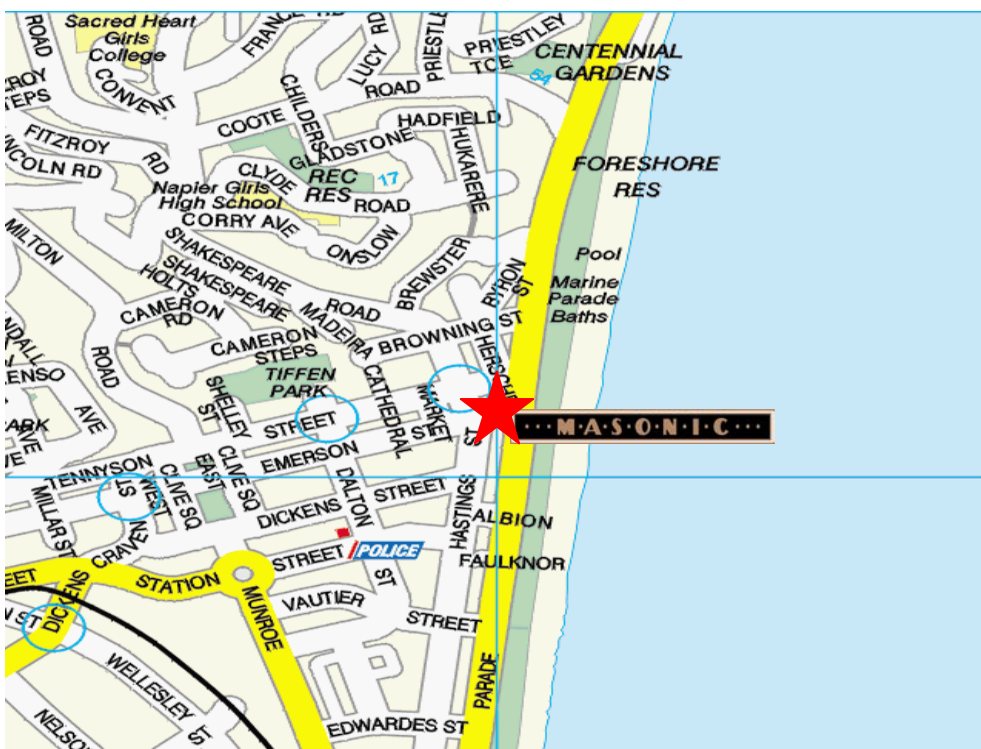 Sacred Heart
Girls
College
ROAD
FRANCE RD
LUCY RD
PRIESTLEY
TCE
CENTENNIAL
GARDENS
64
CONVENT
ROAD
CHILDERS
COOTE
HADFIELD
GLADSTONE
HUKARERE
FITZROY
RD
LINCOLN RD
CLYDE
REC
RES
17
ROAD
FORESHORE
RES
Napier Girls
High School
CORRY AVE
ONSLOW
MILTON
ROAD
SHAKESPEARE
ROAD
SHAKESPEARE
HOLTS
BREWSTER
BYRON
ST
Pool
Marine
Parade
Baths
CAMERON
RD
MADEIRA
BROWNING ST
CAMERON
STEPS
TIFFEN
PARK
CATHEDRAL
MARKET
ST
SHELLEY
ST
STREET
AVE
···M·A·S·O·N·I·C···
TENNYSON
EMERSON
ST
CLIVE SQ
EAST
CLIVE SQ
WEST
ST
DALTON
ST
MILLAR ST
CRAVEN
DICKENS
STREET
HASTINGS
ALBION
STREET
POLICE
FAULKNOR
STATION
DICKENS
MUNROE
VAUTIER
STREET
WELLESLEY ST
NELSON
PARADE
EDWARDES ST